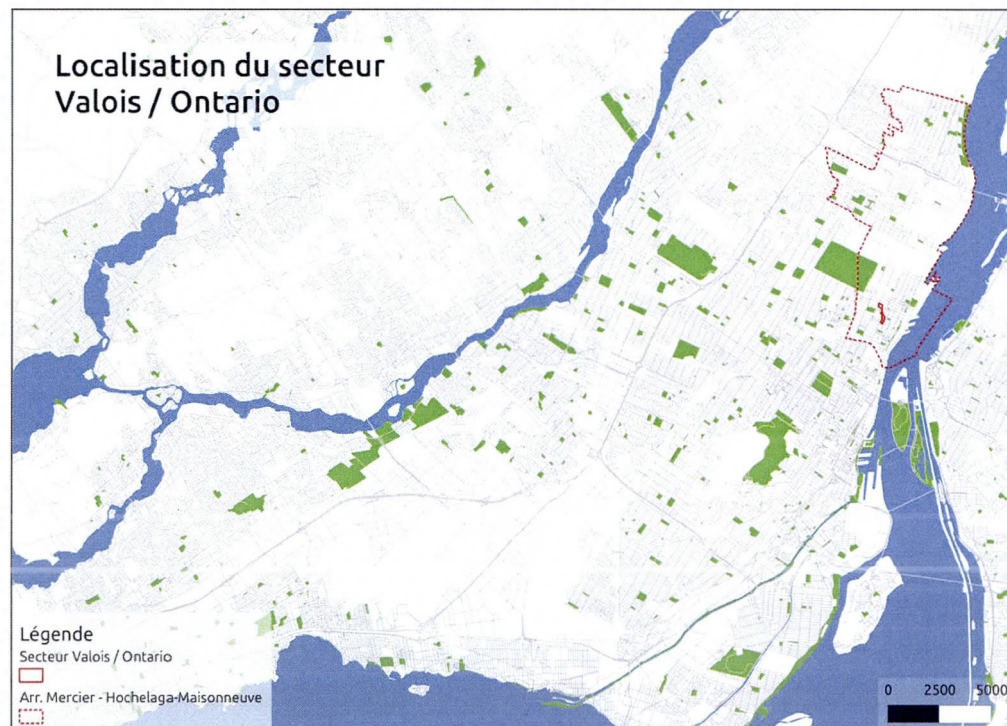 Localisation du secteur
Valois / Ontario
Légende
Secteur Valois / Ontario
Arr. Mercier - Hochelaga-Maisonneuve
0 2500 5000